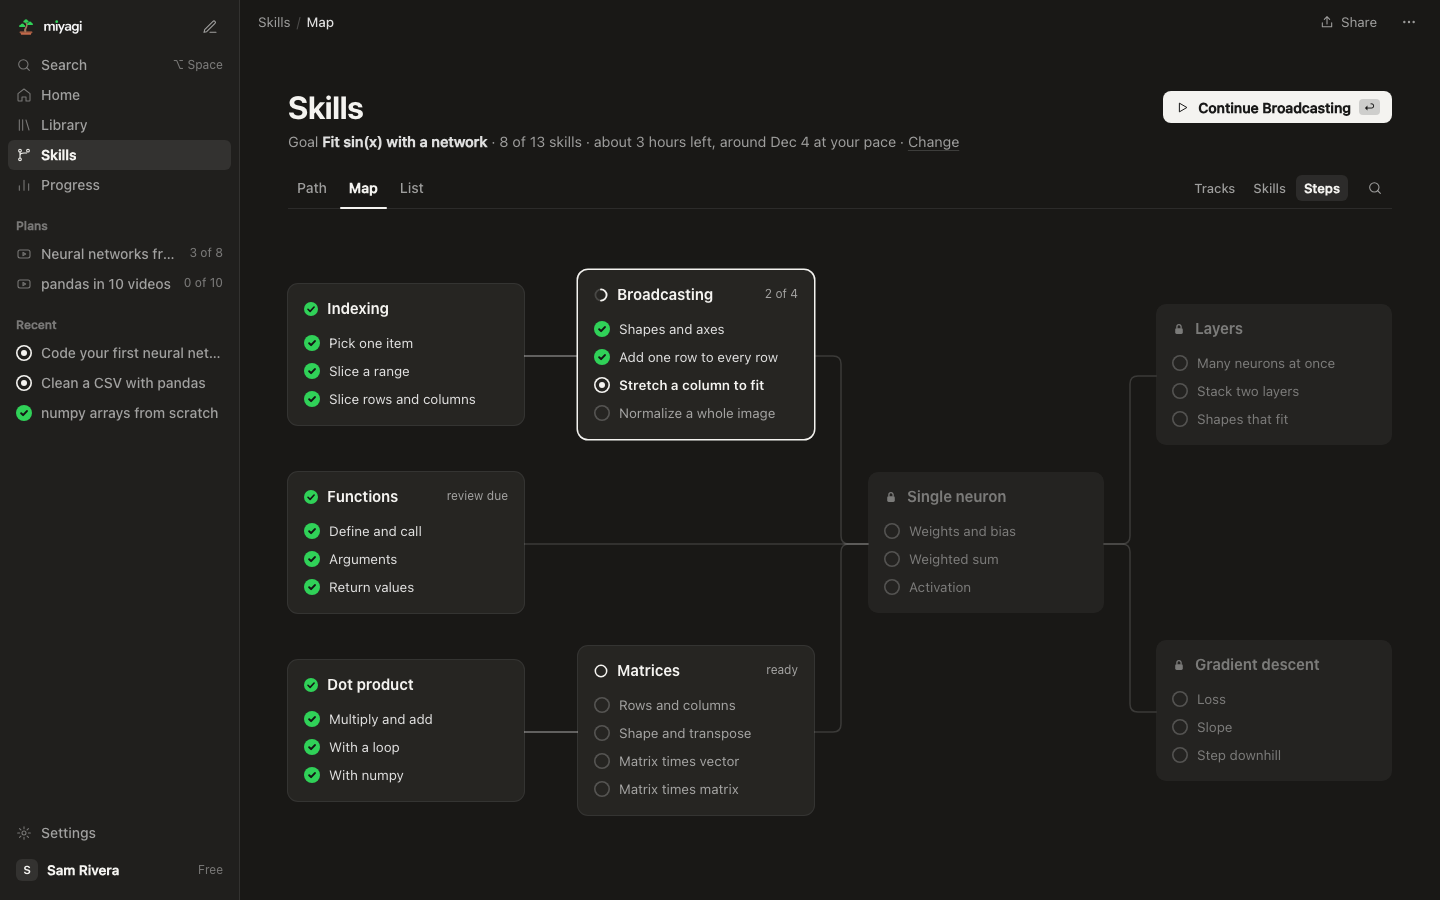 miyagi
Search ⌥ Space
Home
Library
Skills
Progress
Plans
Neural networks fr... 3 of 8
pandas in 10 videos 0 of 10
Recent
Code your first neural net...
Clean a CSV with pandas
numpy arrays from scratch
Settings
S Sam Rivera Free
Skills / Map
Share
Skills
Continue Broadcasting
Goal Fit sin(x) with a network · 8 of 13 skills · about 3 hours left, around Dec 4 at your pace · Change
Path Map List
Tracks Skills Steps
Indexing
Pick one item
Slice a range
Slice rows and columns
Broadcasting 2 of 4
Shapes and axes
Add one row to every row
Stretch a column to fit
Normalize a whole image
Layers
Many neurons at once
Stack two layers
Shapes that fit
Functions review due
Define and call
Arguments
Return values
Single neuron
Weights and bias
Weighted sum
Activation
Dot product
Multiply and add
With a loop
With numpy
Matrices ready
Rows and columns
Shape and transpose
Matrix times vector
Matrix times matrix
Gradient descent
Loss
Slope
Step downhill